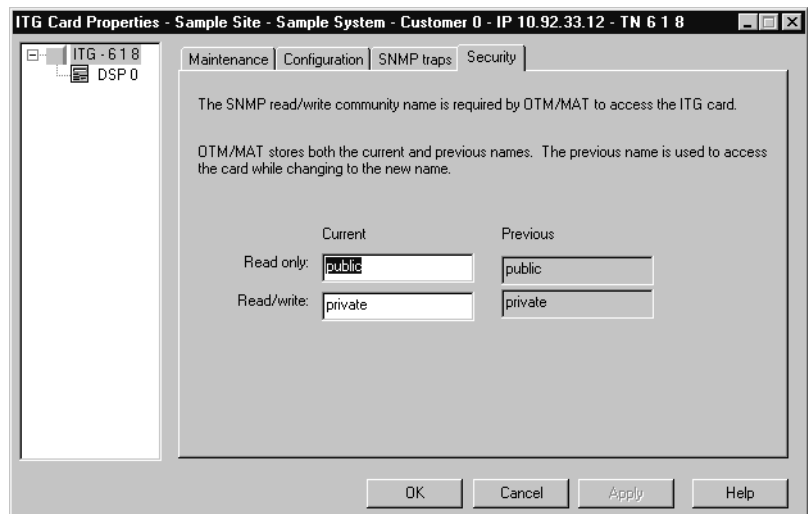 ITG Card Properties - Sample Site - Sample System - Customer 0 - IP 10.92.33.12 - TN 6 1 8
ITG - 6 1 8
DSP 0
Maintenance
Configuration
SNMP traps
Security
The SNMP read/write community name is required by OTM/MAT to access the ITG card.
OTM/MAT stores both the current and previous names. The previous name is used to access
the card while changing to the new name.
Current
Previous
Read only:
public
public
Read/write:
private
private
OK
Cancel
Apply
Help